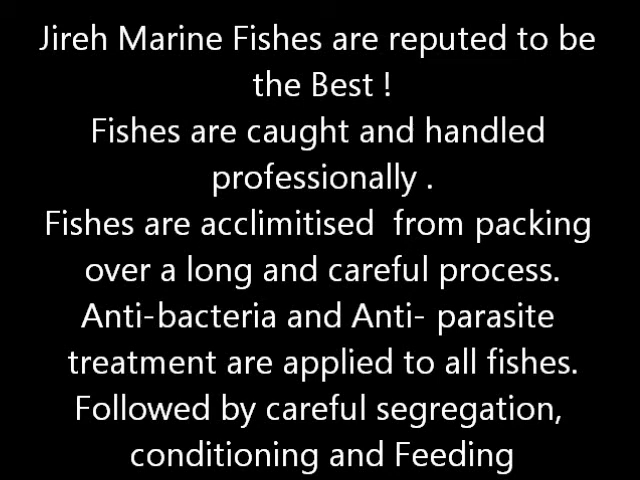 Jireh Marine Fishes are reputed to be
the Best !
Fishes are caught and handled
professionally .
Fishes are acclimitised  from packing
over a long and careful process.
Anti-bacteria and Anti- parasite
treatment are applied to all fishes.
Followed by careful segregation,
conditioning and Feeding